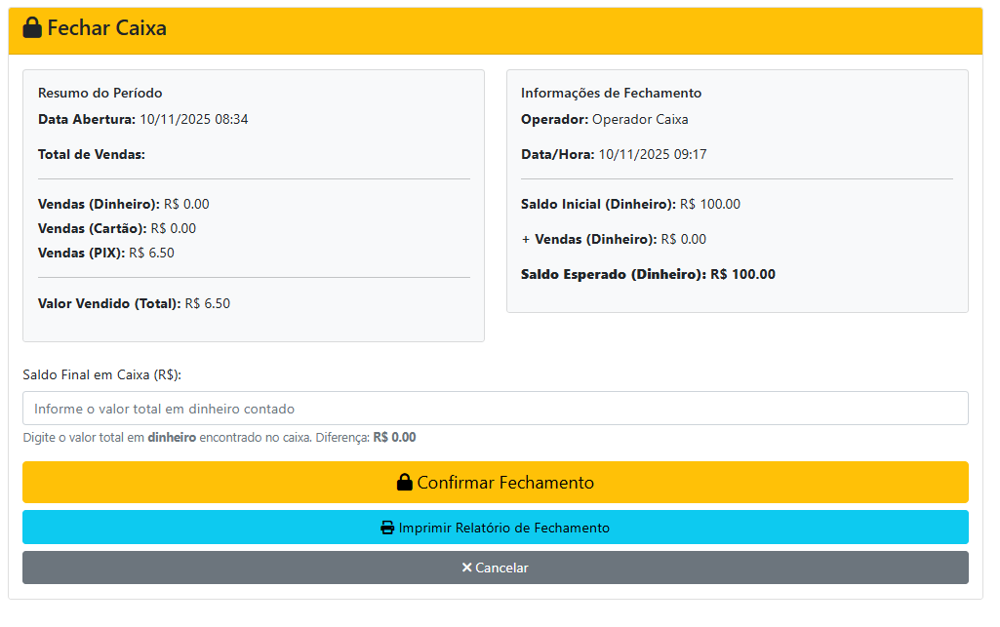 Fechar Caixa
Resumo do Período
Data Abertura: 10/11/2025 08:34
Total de Vendas:
Vendas (Dinheiro): R$ 0.00
Vendas (Cartão): R$ 0.00
Vendas (PIX): R$ 6.50
Valor Vendido (Total): R$ 6.50
Informações de Fechamento
Operador: Operador Caixa
Data/Hora: 10/11/2025 09:17
Saldo Inicial (Dinheiro): R$ 100.00
+ Vendas (Dinheiro): R$ 0.00
Saldo Esperado (Dinheiro): R$ 100.00
Saldo Final em Caixa (R$):
Informe o valor total em dinheiro contado
Digite o valor total em dinheiro encontrado no caixa. Diferença: R$ 0.00
Confirmar Fechamento
Imprimir Relatório de Fechamento
Cancelar